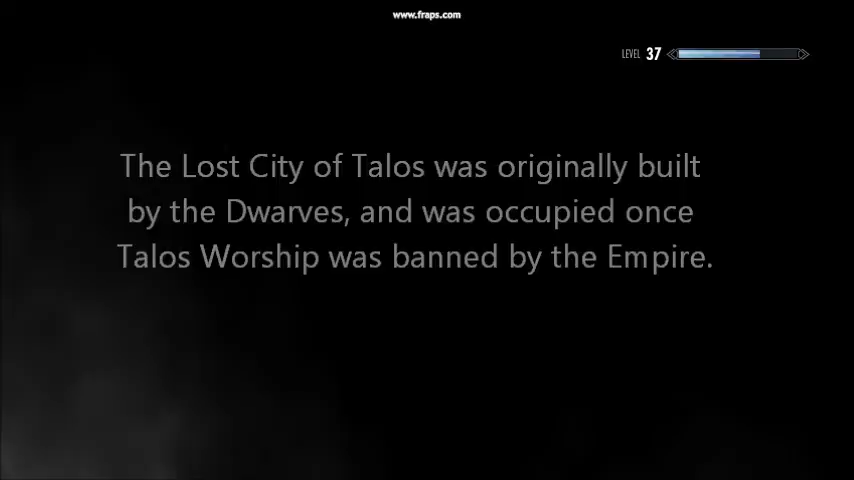 www.fraps.com
LEVEL 37
The Lost City of Talos was originally built
by the Dwarves, and was occupied once
Talos Worship was banned by the Empire.